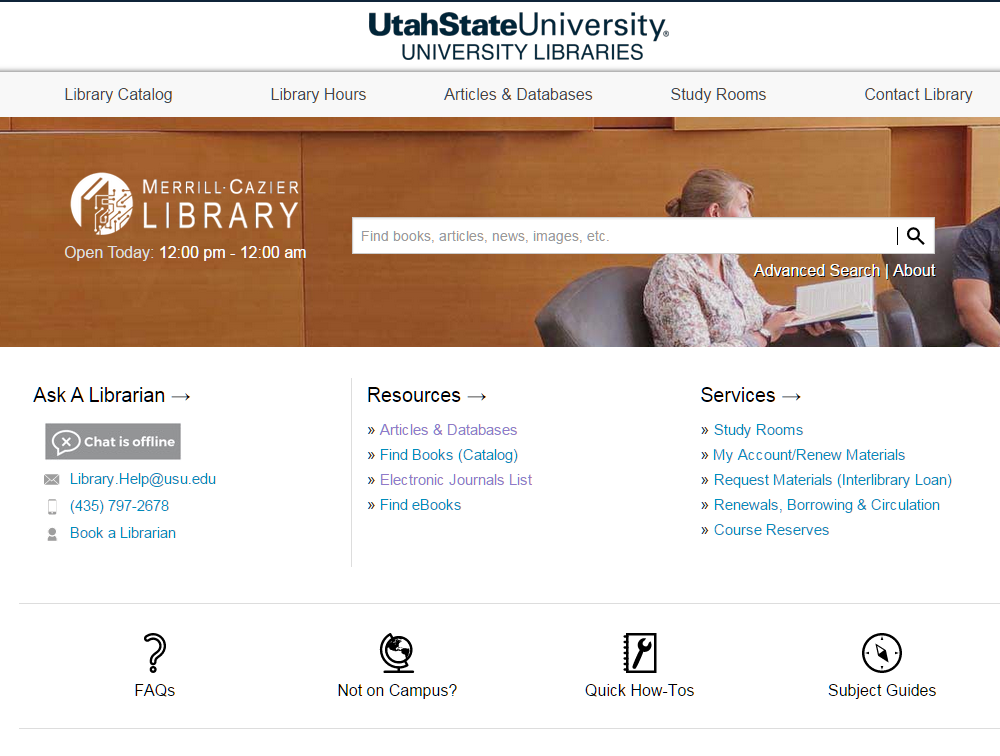 UtahStateUniversity®
UNIVERSITY LIBRARIES
Library Catalog Library Hours Articles & Databases Study Rooms Contact Library
MERRILL-CAZIER
LIBRARY
Open Today: 12:00 pm - 12:00 am
Find books, articles, news, images, etc.
Advanced Search | About
Ask A Librarian →
Chat is offline
Library.Help@usu.edu
(435) 797-2678
Book a Librarian
Resources →
» Articles & Databases
» Find Books (Catalog)
» Electronic Journals List
» Find eBooks
Services →
» Study Rooms
» My Account/Renew Materials
» Request Materials (Interlibrary Loan)
» Renewals, Borrowing & Circulation
» Course Reserves
FAQs Not on Campus? Quick How-Tos Subject Guides